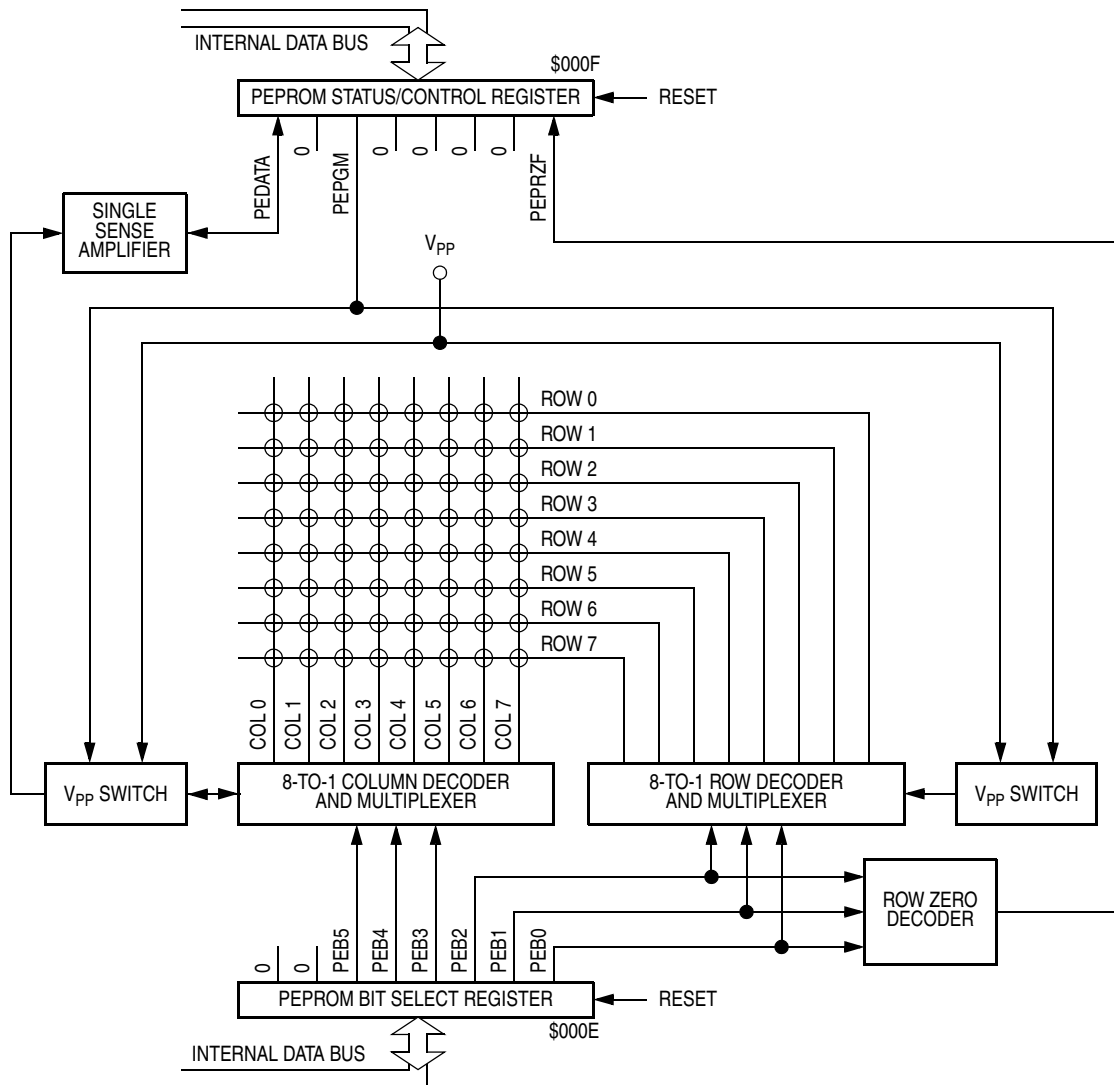 INTERNAL DATA BUS
$000F
PEPROM STATUS/CONTROL REGISTER
RESET
PEDATA
0
PEPGM
0
0
0
0
PEPRZF
SINGLE
SENSE
AMPLIFIER
VPP
ROW 0
ROW 1
ROW 2
ROW 3
ROW 4
ROW 5
ROW 6
ROW 7
COL 0
COL 1
COL 2
COL 3
COL 4
COL 5
COL 6
COL 7
VPP SWITCH
8-TO-1 COLUMN DECODER
AND MULTIPLEXER
8-TO-1 ROW DECODER
AND MULTIPLEXER
VPP SWITCH
ROW ZERO
DECODER
0
0
PEB5
PEB4
PEB3
PEB2
PEB1
PEB0
PEPROM BIT SELECT REGISTER
RESET
$000E
INTERNAL DATA BUS